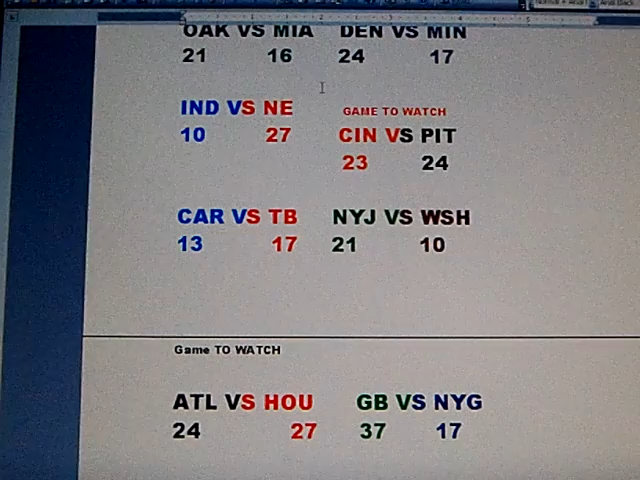 OAK VS MIA DEN VS MIN
21 16 24 17
IND VS NE GAME TO WATCH
10 27 CIN VS PIT
23 24
CAR VS TB NYJ VS WSH
13 17 21 10
Game TO WATCH
ATL VS HOU GB VS NYG
24 27 37 17